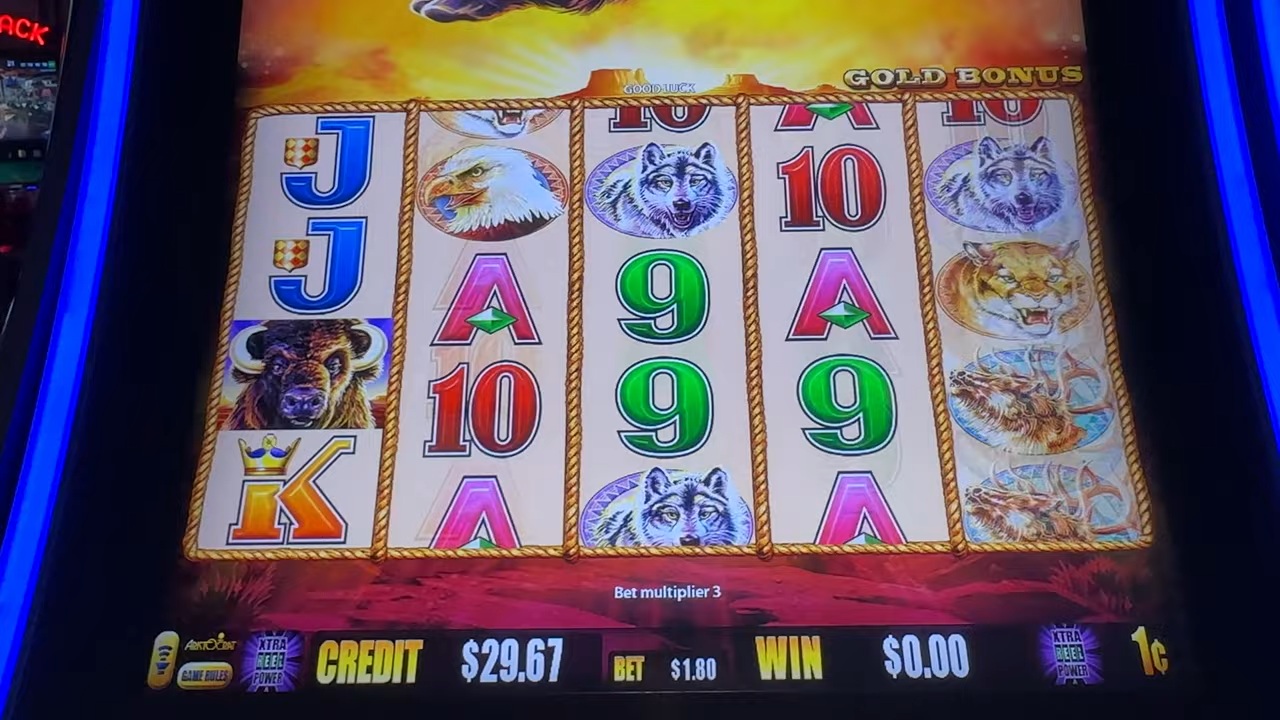 ACK
GOOD LUCK
GOLD BONUS
10 A 10
J 10
J A 9 A
10 9 9
K A A
Bet multiplier 3
ARISTOCRAT
GAME RULES
XTRA
REEL
POWER
CREDIT $29.67 BET $1.80 WIN $0.00
XTRA
REEL
POWER
1¢